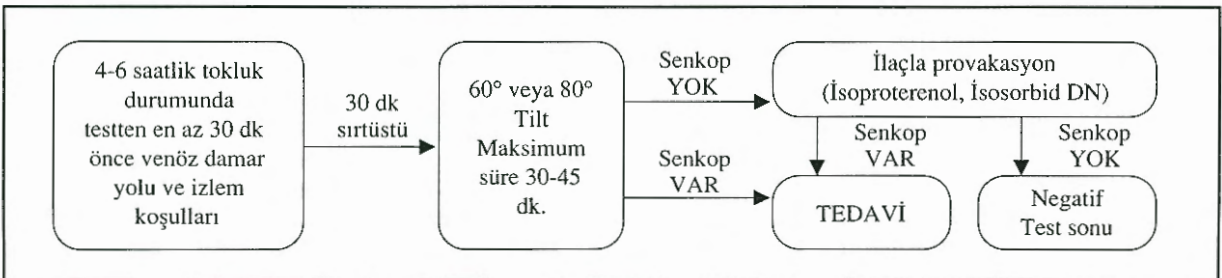 4-6 saatlik tokluk
durumunda
testten en az 30 dk
önce venöz damar
yolu ve izlem
koşulları
30 dk
sırtüstü
60° veya 80°
Tilt
Maksimum
süre 30-45
dk.
Senkop
YOK
Senkop
VAR
İlaçla provakasyon
(İsoproterenol, İsosorbid DN)
Senkop
VAR
Senkop
YOK
TEDAVİ
Negatif
Test sonu